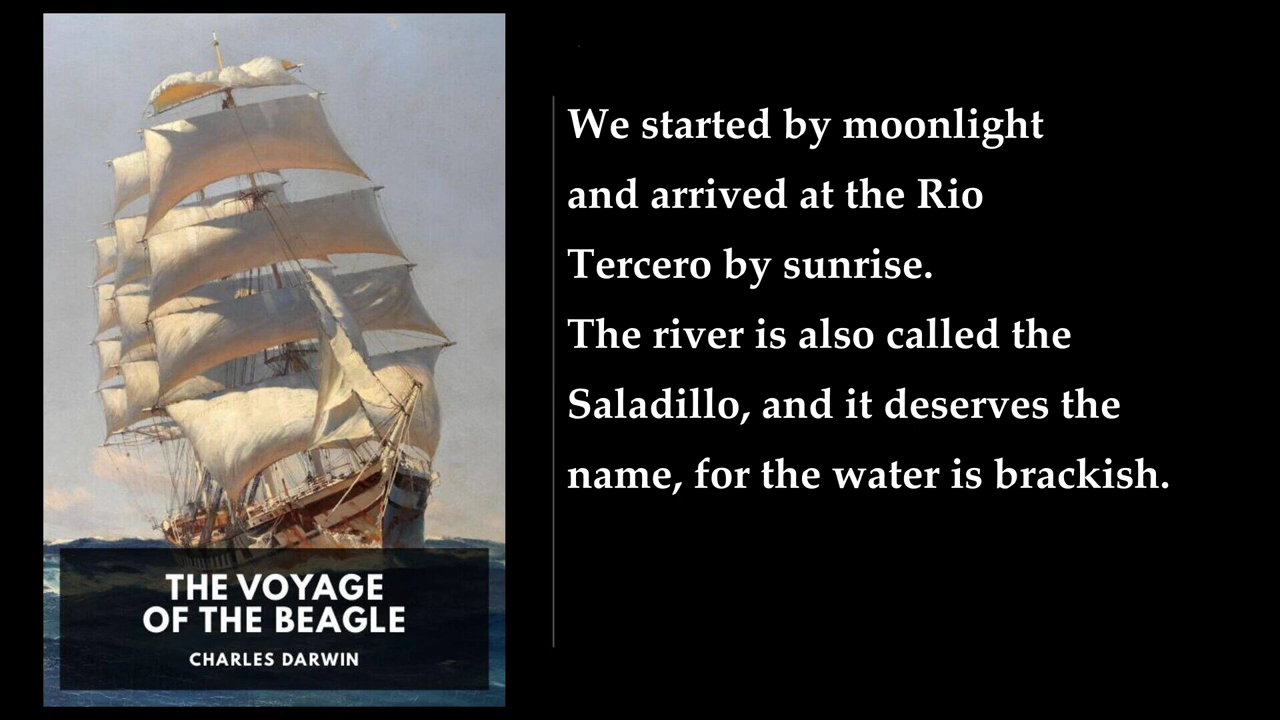 THE VOYAGE
OF THE BEAGLE
CHARLES DARWIN
We started by moonlight
and arrived at the Rio
Tercero by sunrise.
The river is also called the
Saladillo, and it deserves the
name, for the water is brackish.